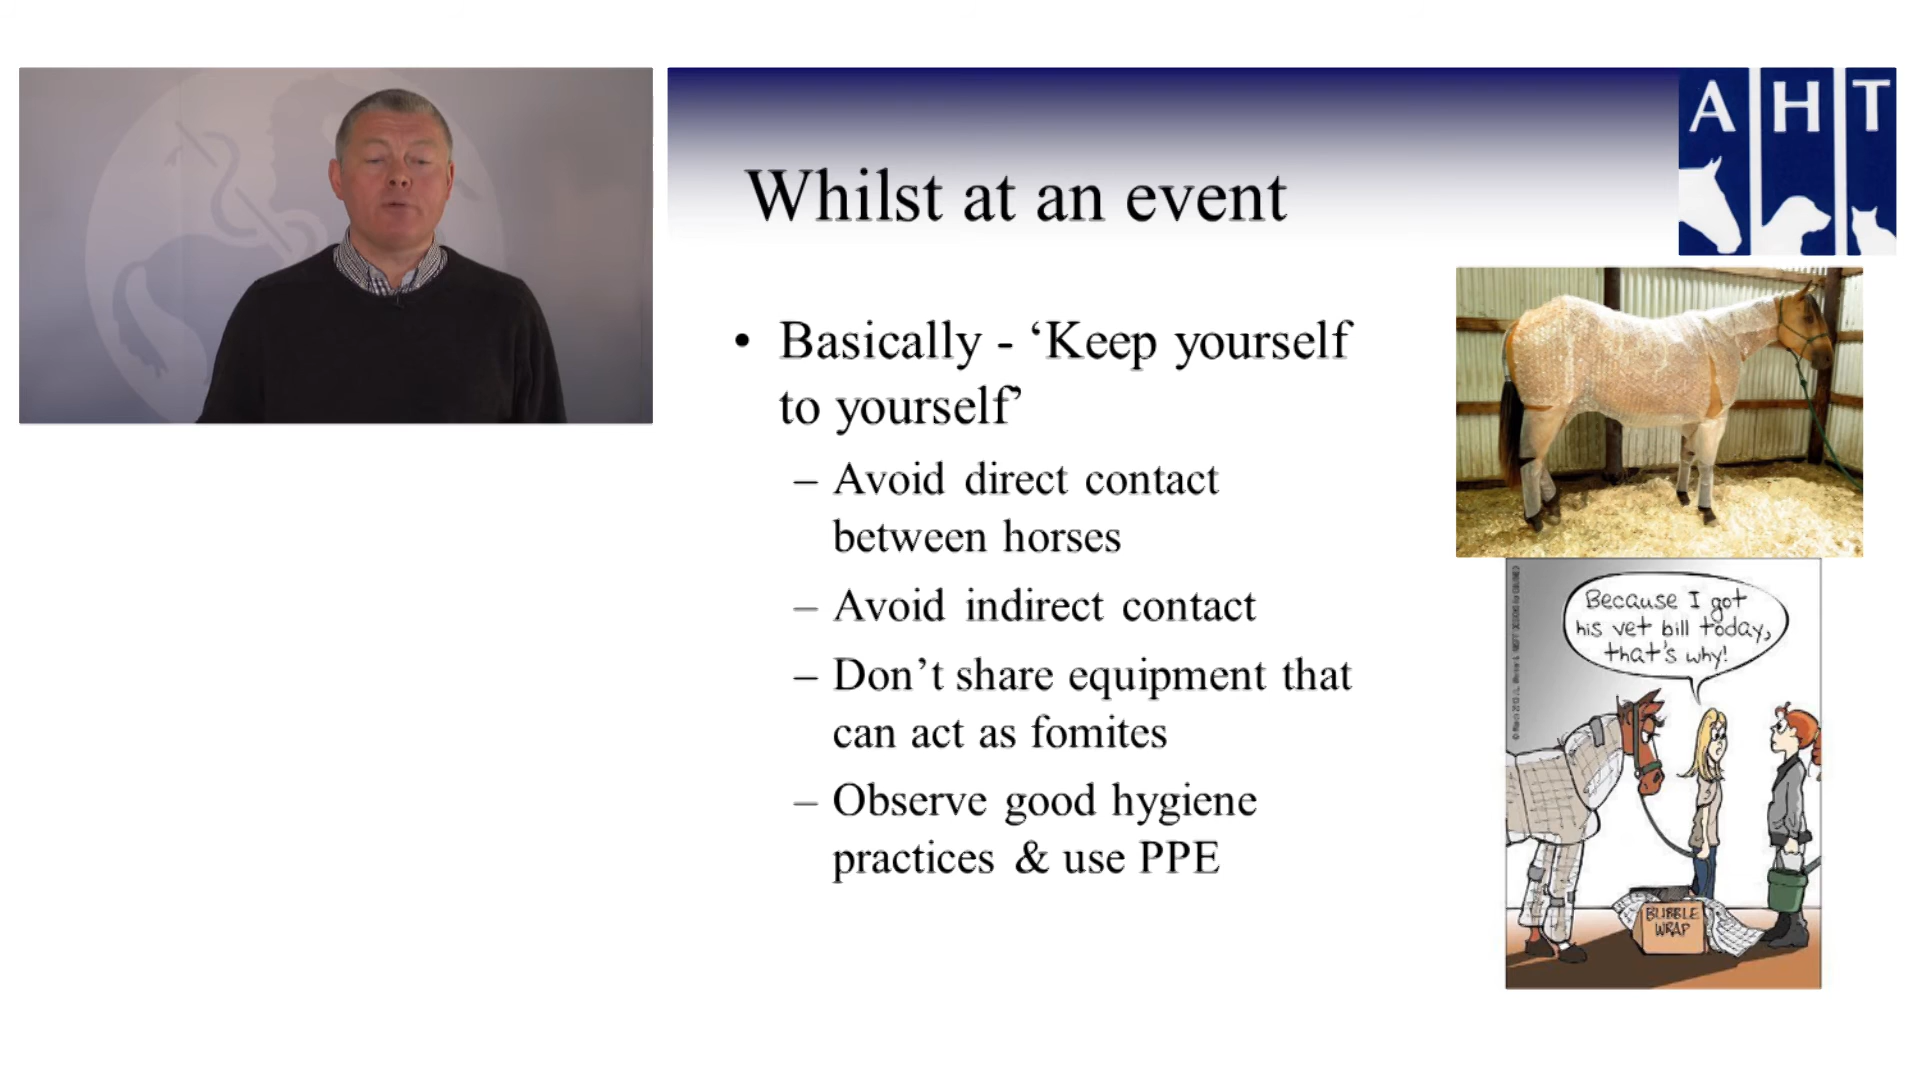 A H T
Whilst at an event
• Basically - ‘Keep yourself
to yourself’
– Avoid direct contact
between horses
– Avoid indirect contact
– Don’t share equipment that
can act as fomites
– Observe good hygiene
practices & use PPE
Because I got
his vet bill today,
that's why!
BUBBLE
WRAP